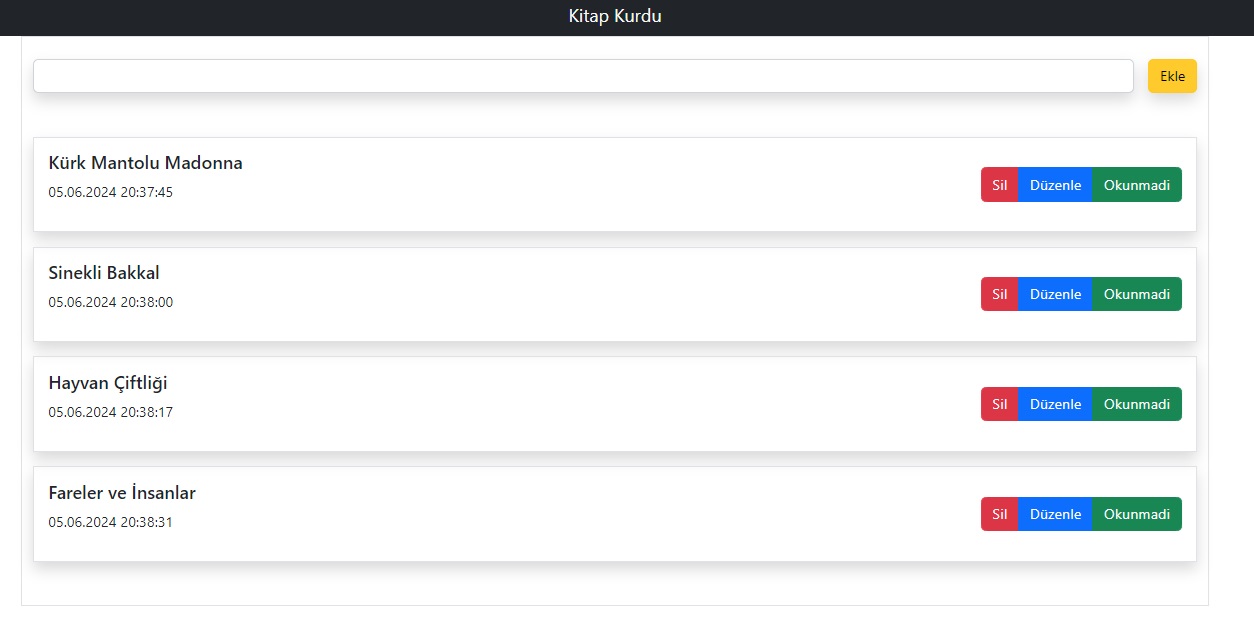 Kitap Kurdu
Ekle
Kürk Mantolu Madonna
05.06.2024 20:37:45
Sil Düzenle Okunmadi
Sinekli Bakkal
05.06.2024 20:38:00
Sil Düzenle Okunmadi
Hayvan Çiftliği
05.06.2024 20:38:17
Sil Düzenle Okunmadi
Fareler ve İnsanlar
05.06.2024 20:38:31
Sil Düzenle Okunmadi